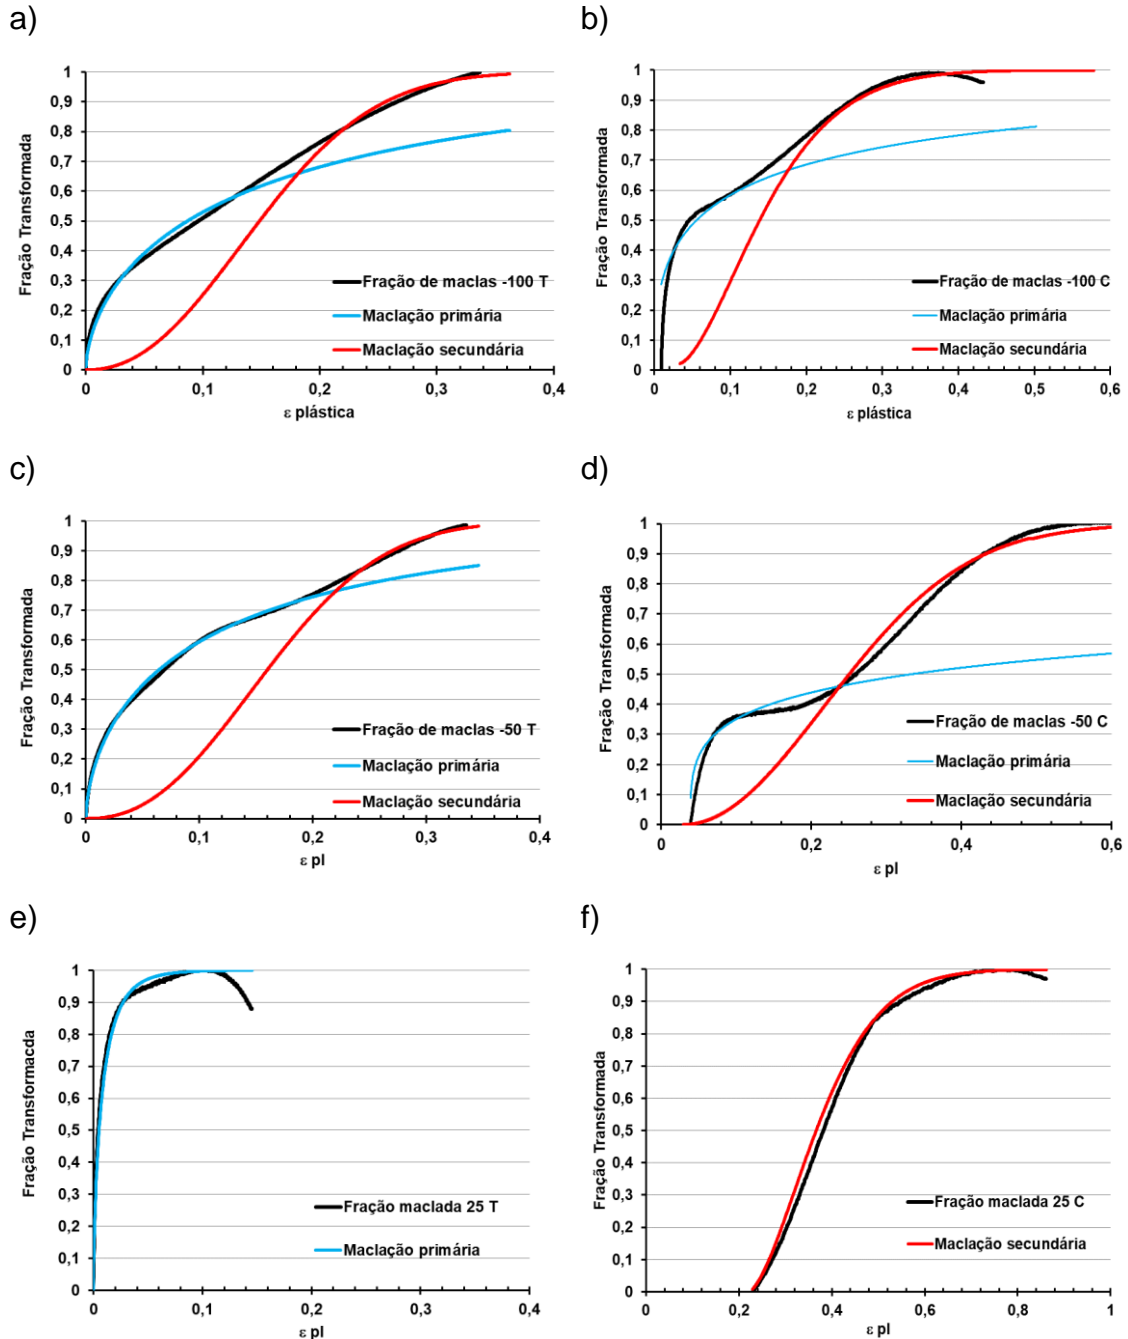 a)
Fração Transformada
1
0,9
0,8
0,7
0,6
0,5
0,4
0,3
0,2
0,1
0
Fração de maclas -100 T
Maclação primária
Maclação secundária
0
0,1
0,2
0,3
0,4
ε plástica
b)
Fração Transformada
1
0,9
0,8
0,7
0,6
0,5
0,4
0,3
0,2
0,1
0
Fração de maclas -100 C
Maclação primária
Maclação secundária
0
0,1
0,2
0,3
0,4
0,5
0,6
ε plástica
c)
Fração Transformada
1
0,9
0,8
0,7
0,6
0,5
0,4
0,3
0,2
0,1
0
Fração de maclas -50 T
Maclação primária
Maclação secundária
0
0,1
0,2
0,3
0,4
ε pl
d)
Fração Transformada
1
0,9
0,8
0,7
0,6
0,5
0,4
0,3
0,2
0,1
0
Fração de maclas -50 C
Maclação primária
Maclação secundária
0
0,2
0,4
0,6
ε pl
e)
Fração Transformacda
1
0,9
0,8
0,7
0,6
0,5
0,4
0,3
0,2
0,1
0
Fração maclada 25 T
Maclação primária
0
0,1
0,2
0,3
0,4
ε pl
f)
Fração Transformada
1
0,9
0,8
0,7
0,6
0,5
0,4
0,3
0,2
0,1
0
Fração maclada 25 C
Maclação secundária
0
0,2
0,4
0,6
0,8
1
ε pl